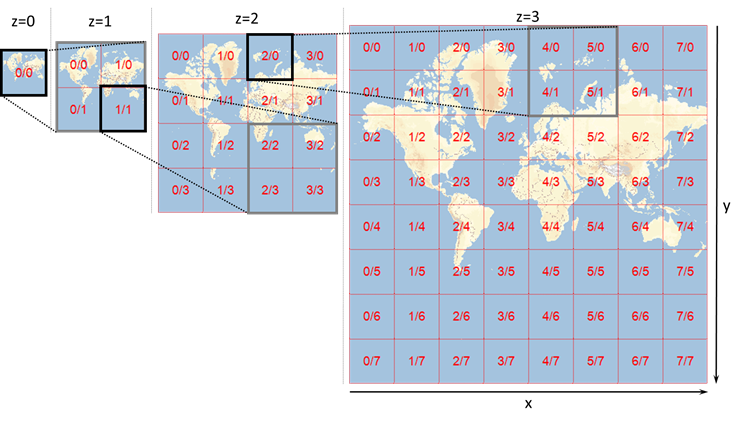 z=0
z=1
z=2
z=3
0/0
0/0 1/0
0/1 1/1
0/0 1/0 2/0 3/0
0/1 1/1 2/1 3/1
0/2 1/2 2/2 3/2
0/3 1/3 2/3 3/3
0/0 1/0 2/0 3/0 4/0 5/0 6/0 7/0
0/1 1/1 2/1 3/1 4/1 5/1 6/1 7/1
0/2 1/2 2/2 3/2 4/2 5/2 6/2 7/2
0/3 1/3 2/3 3/3 4/3 5/3 6/3 7/3
0/4 1/4 2/4 3/4 4/4 5/4 6/4 7/4
0/5 1/5 2/5 3/5 4/5 5/5 6/5 7/5
0/6 1/6 2/6 3/6 4/6 5/6 6/6 7/6
0/7 1/7 2/7 3/7 4/7 5/7 6/7 7/7
y
x